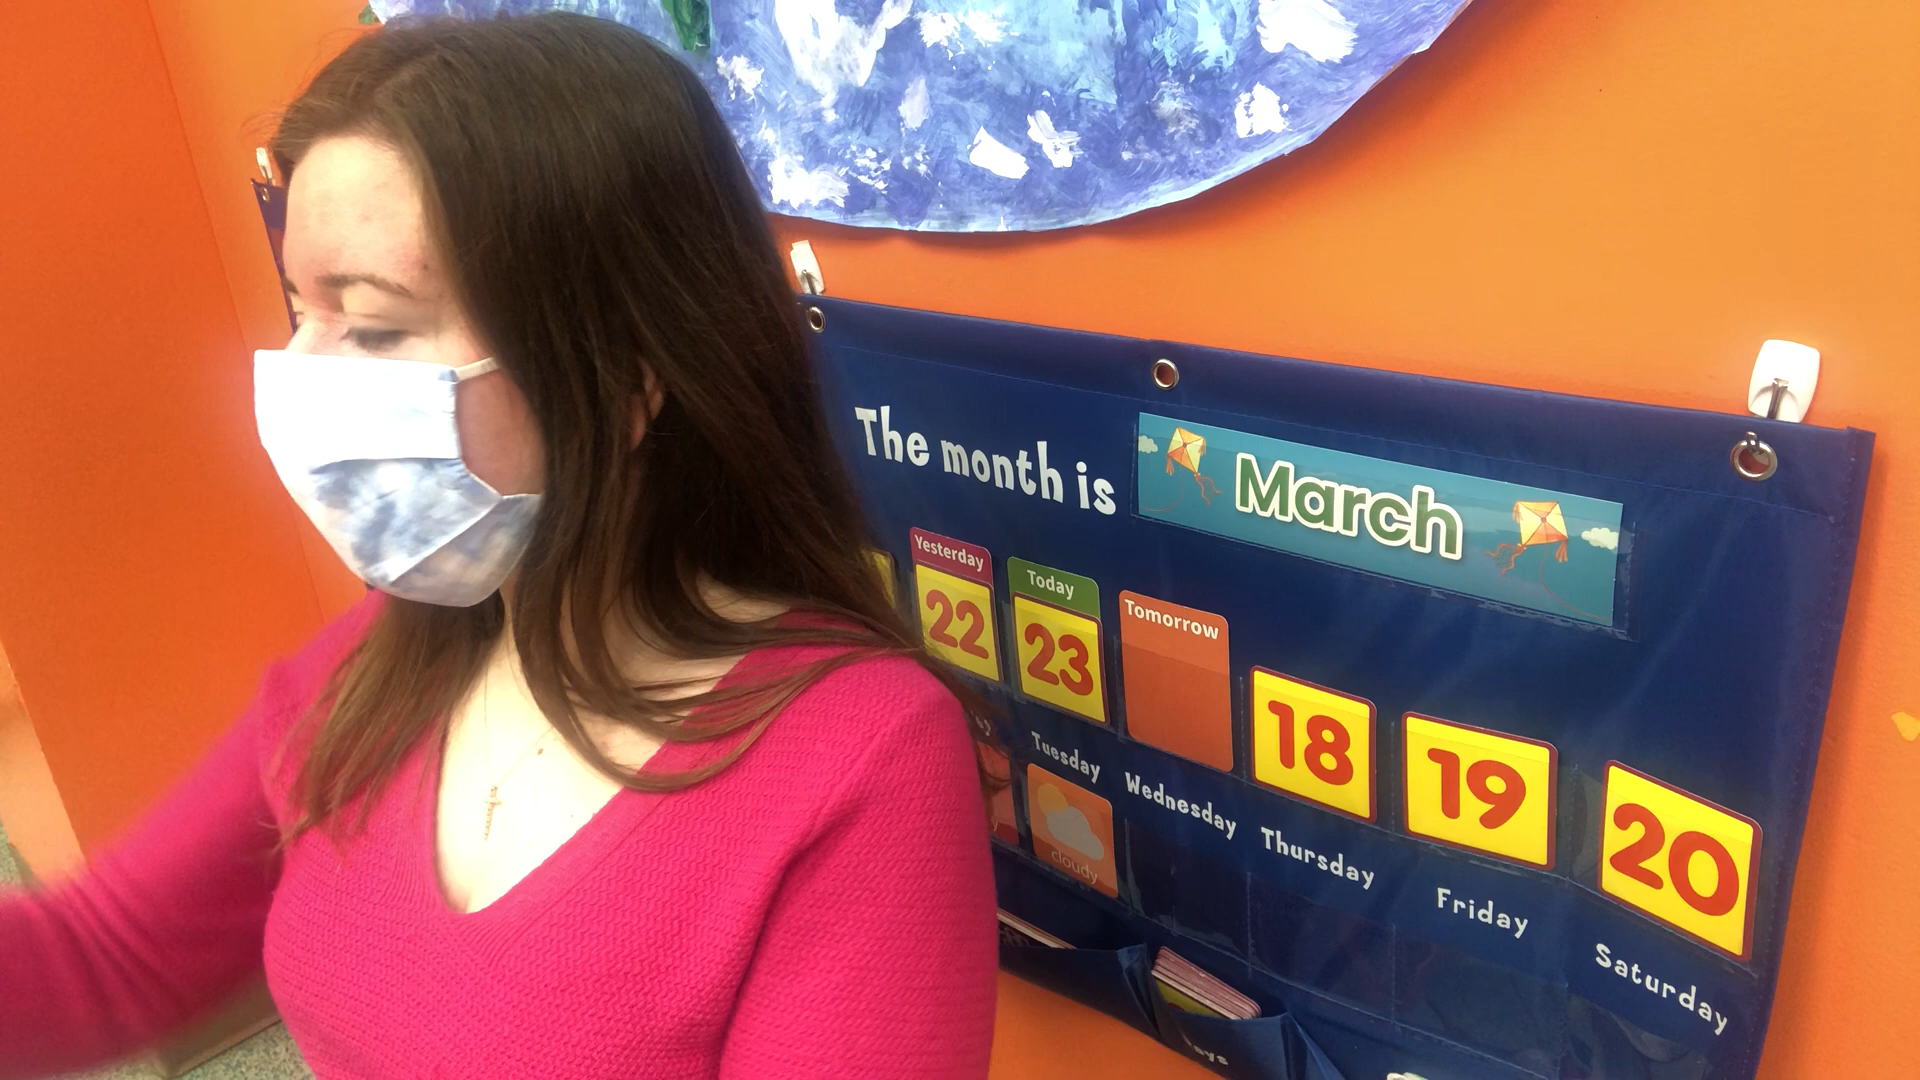 The month is March
Yesterday
Today
Tomorrow
22
23
18
19
20
Tuesday
Wednesday
Thursday
Friday
Saturday
cloudy